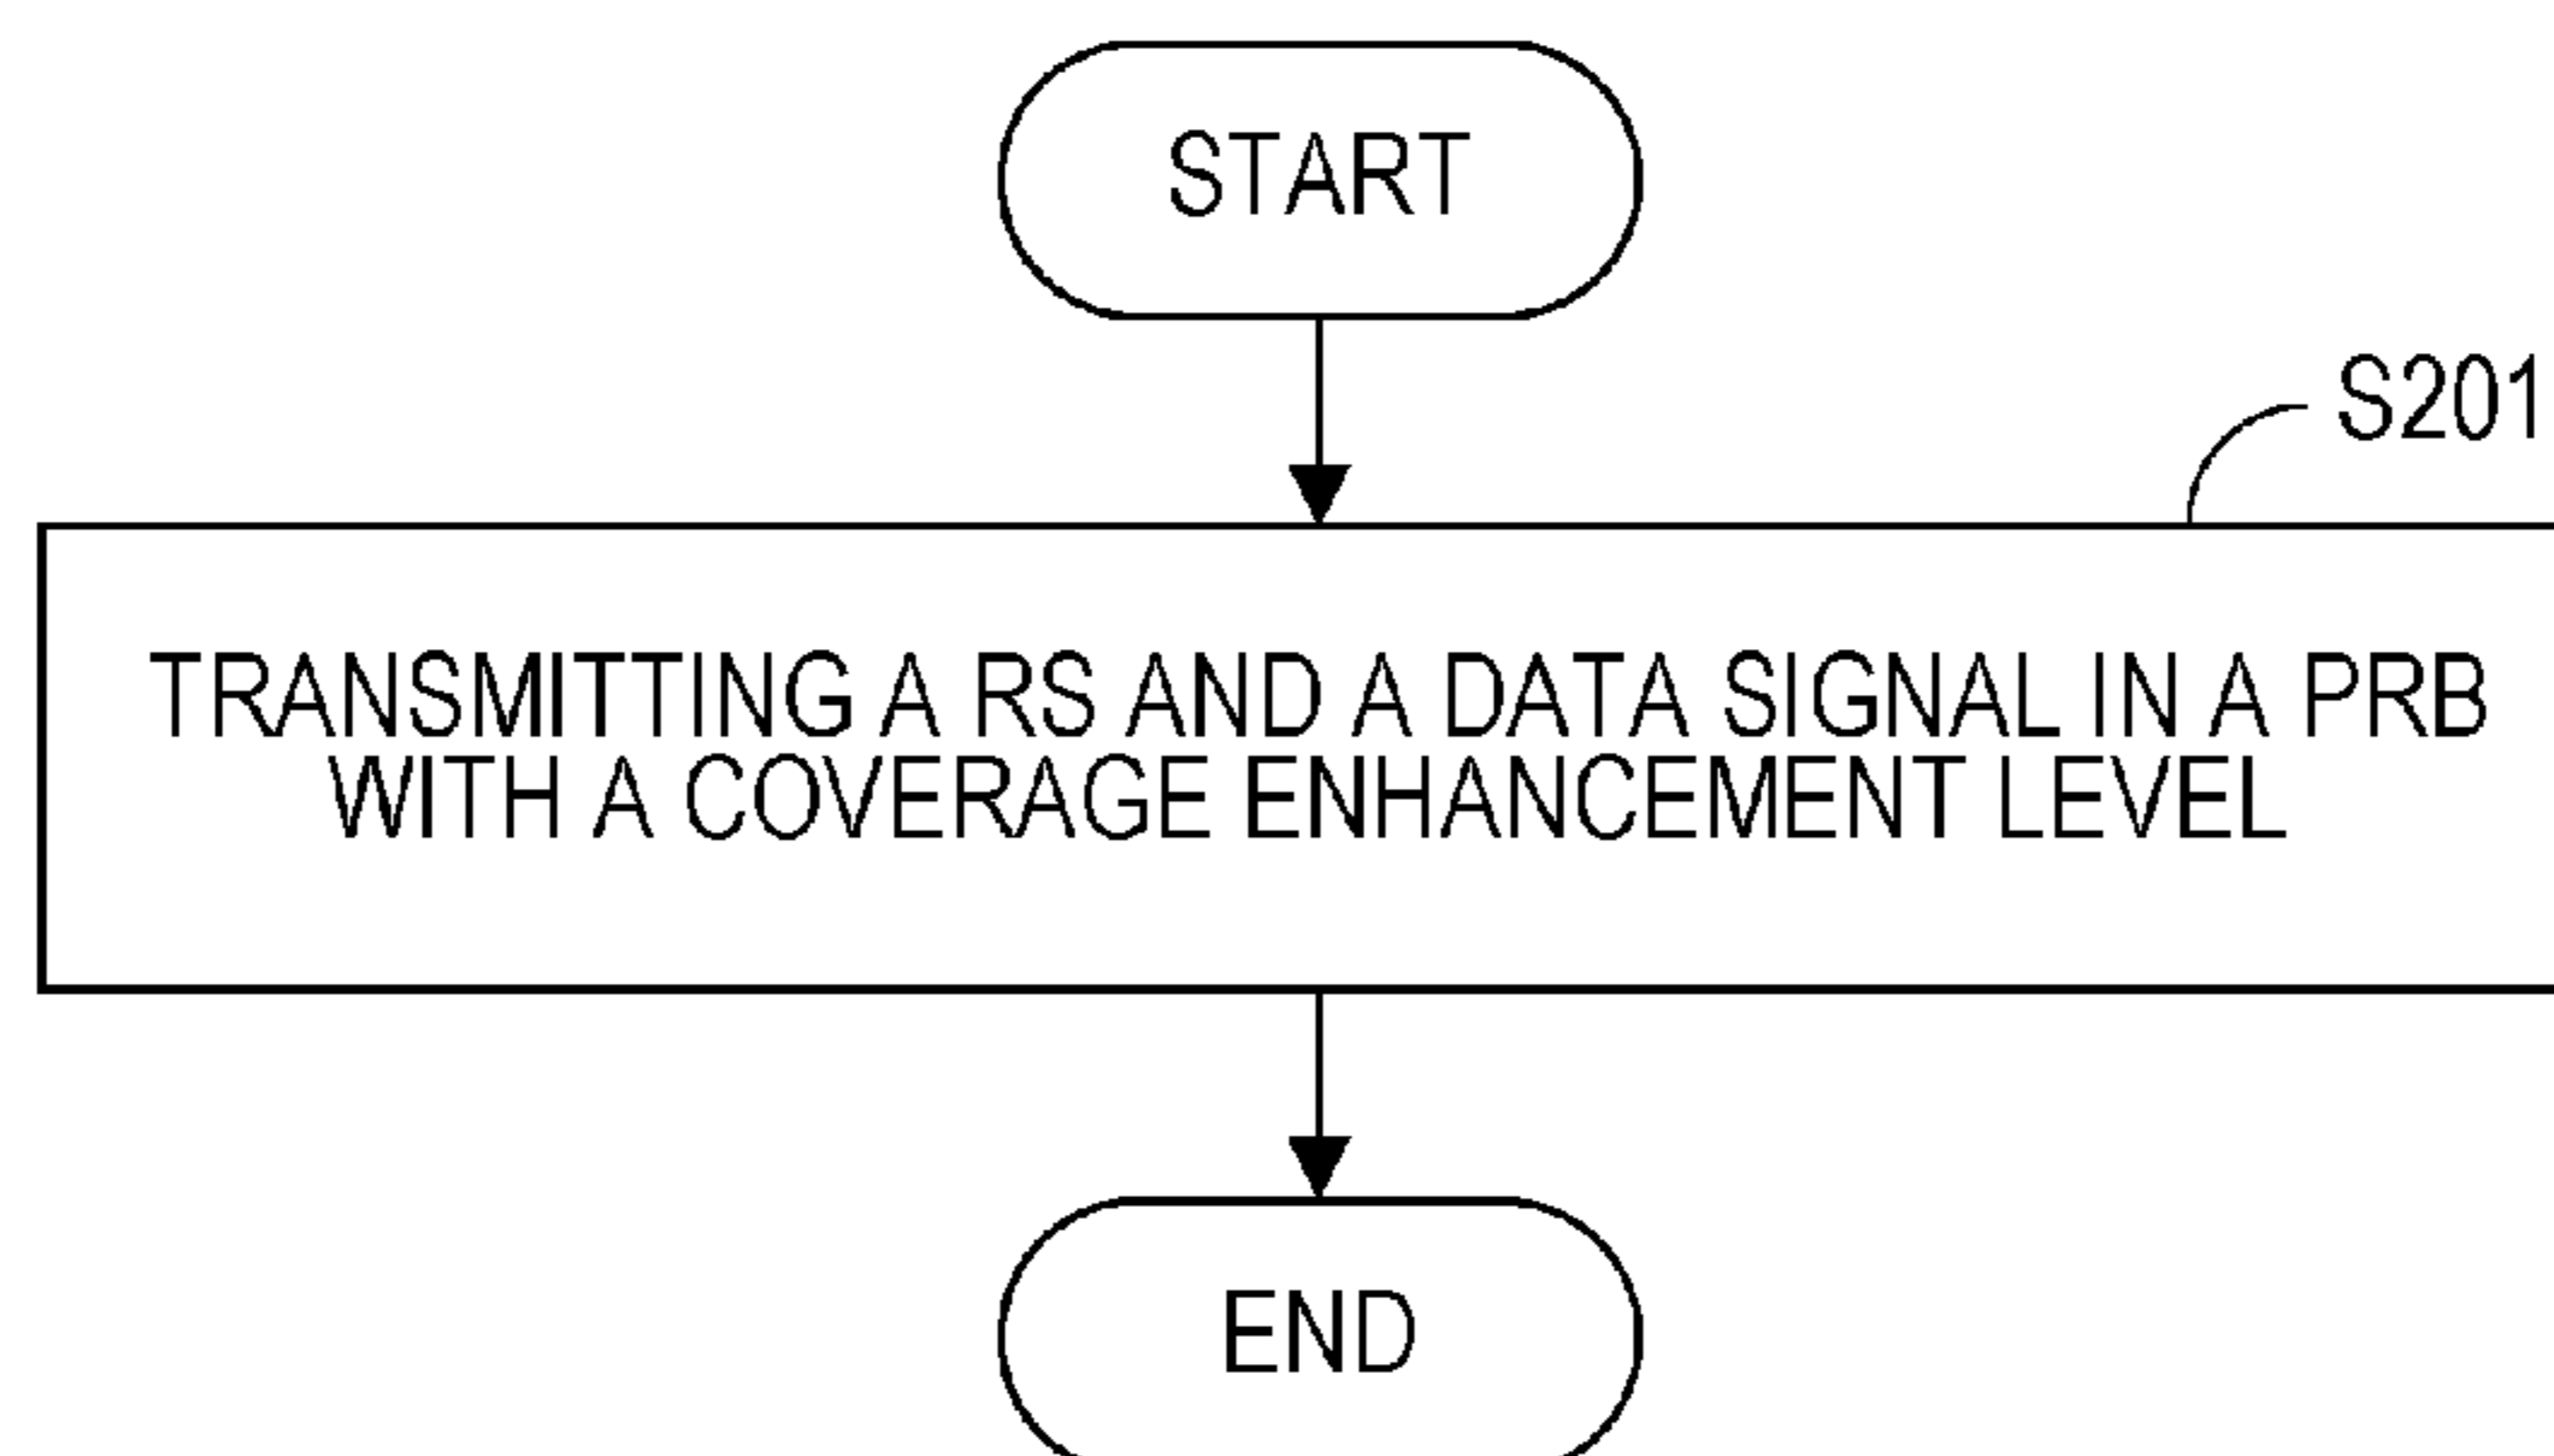 START
S201
TRANSMITTING A RS AND A DATA SIGNAL IN A PRB
WITH A COVERAGE ENHANCEMENT LEVEL
END